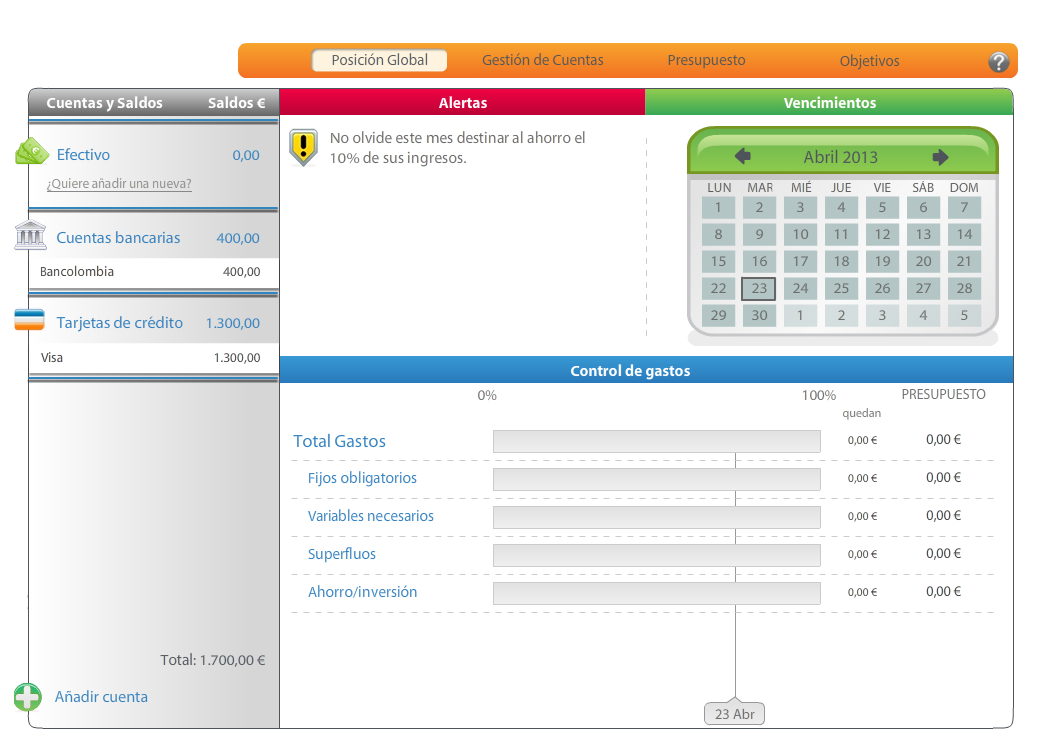 Posición Global Gestión de Cuentas Presupuesto Objetivos ?
Cuentas y Saldos Saldos €
Efectivo 0,00
¿Quiere añadir una nueva?
Cuentas bancarias 400,00
Bancolombia 400,00
Tarjetas de crédito 1.300,00
Visa 1.300,00
Total: 1.700,00 €
Añadir cuenta
Alertas
No olvide este mes destinar al ahorro el
10% de sus ingresos.
Vencimientos
Abril 2013
LUN MAR MIÉ JUE VIE SÁB DOM
1 2 3 4 5 6 7
8 9 10 11 12 13 14
15 16 17 18 19 20 21
22 23 24 25 26 27 28
29 30 1 2 3 4 5
Control de gastos
0% 100% PRESUPUESTO
quedan
Total Gastos 0,00 € 0,00 €
Fijos obligatorios 0,00 € 0,00 €
Variables necesarios 0,00 € 0,00 €
Superfluos 0,00 € 0,00 €
Ahorro/inversión 0,00 € 0,00 €
23 Abr